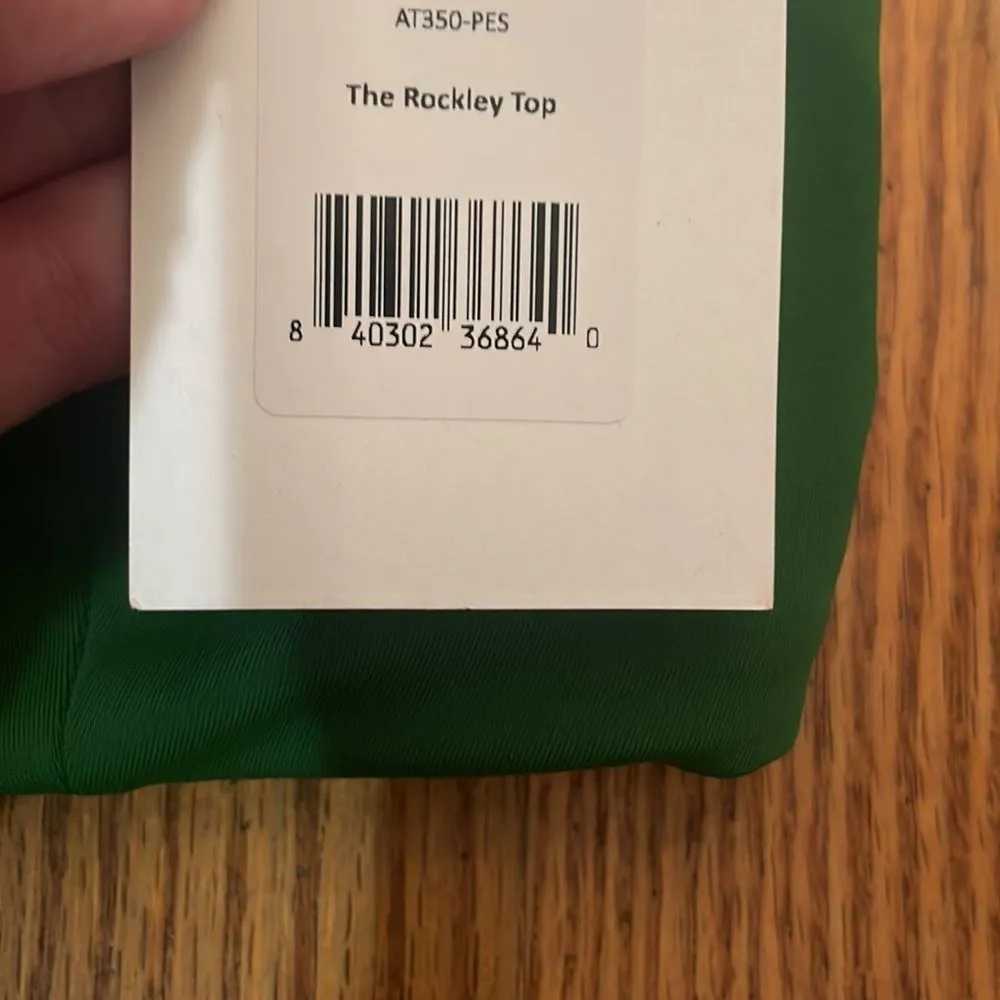 AT350-PES
The Rockley Top
8 40302 36864 0